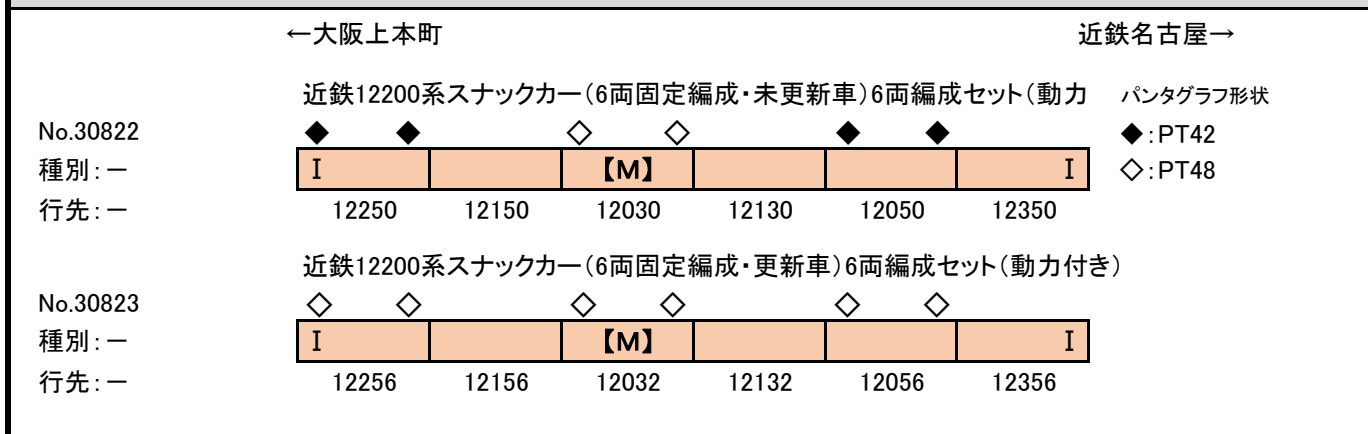 ←大阪上本町 近鉄名古屋→
近鉄12200系スナックカー(6両固定編成・未更新車)6両編成セット(動力 パンタグラフ形状
No.30822 ◆ ◆ ◇ ◇ ◆ ◆ ◆:PT42
種別:ー I 【M】 I ◇:PT48
行先:ー 12250 12150 12030 12130 12050 12350
近鉄12200系スナックカー(6両固定編成・更新車)6両編成セット(動力付き)
No.30823 ◇ ◇ ◇ ◇ ◇ ◇
種別:ー I 【M】 I
行先:ー 12256 12156 12032 12132 12056 12356